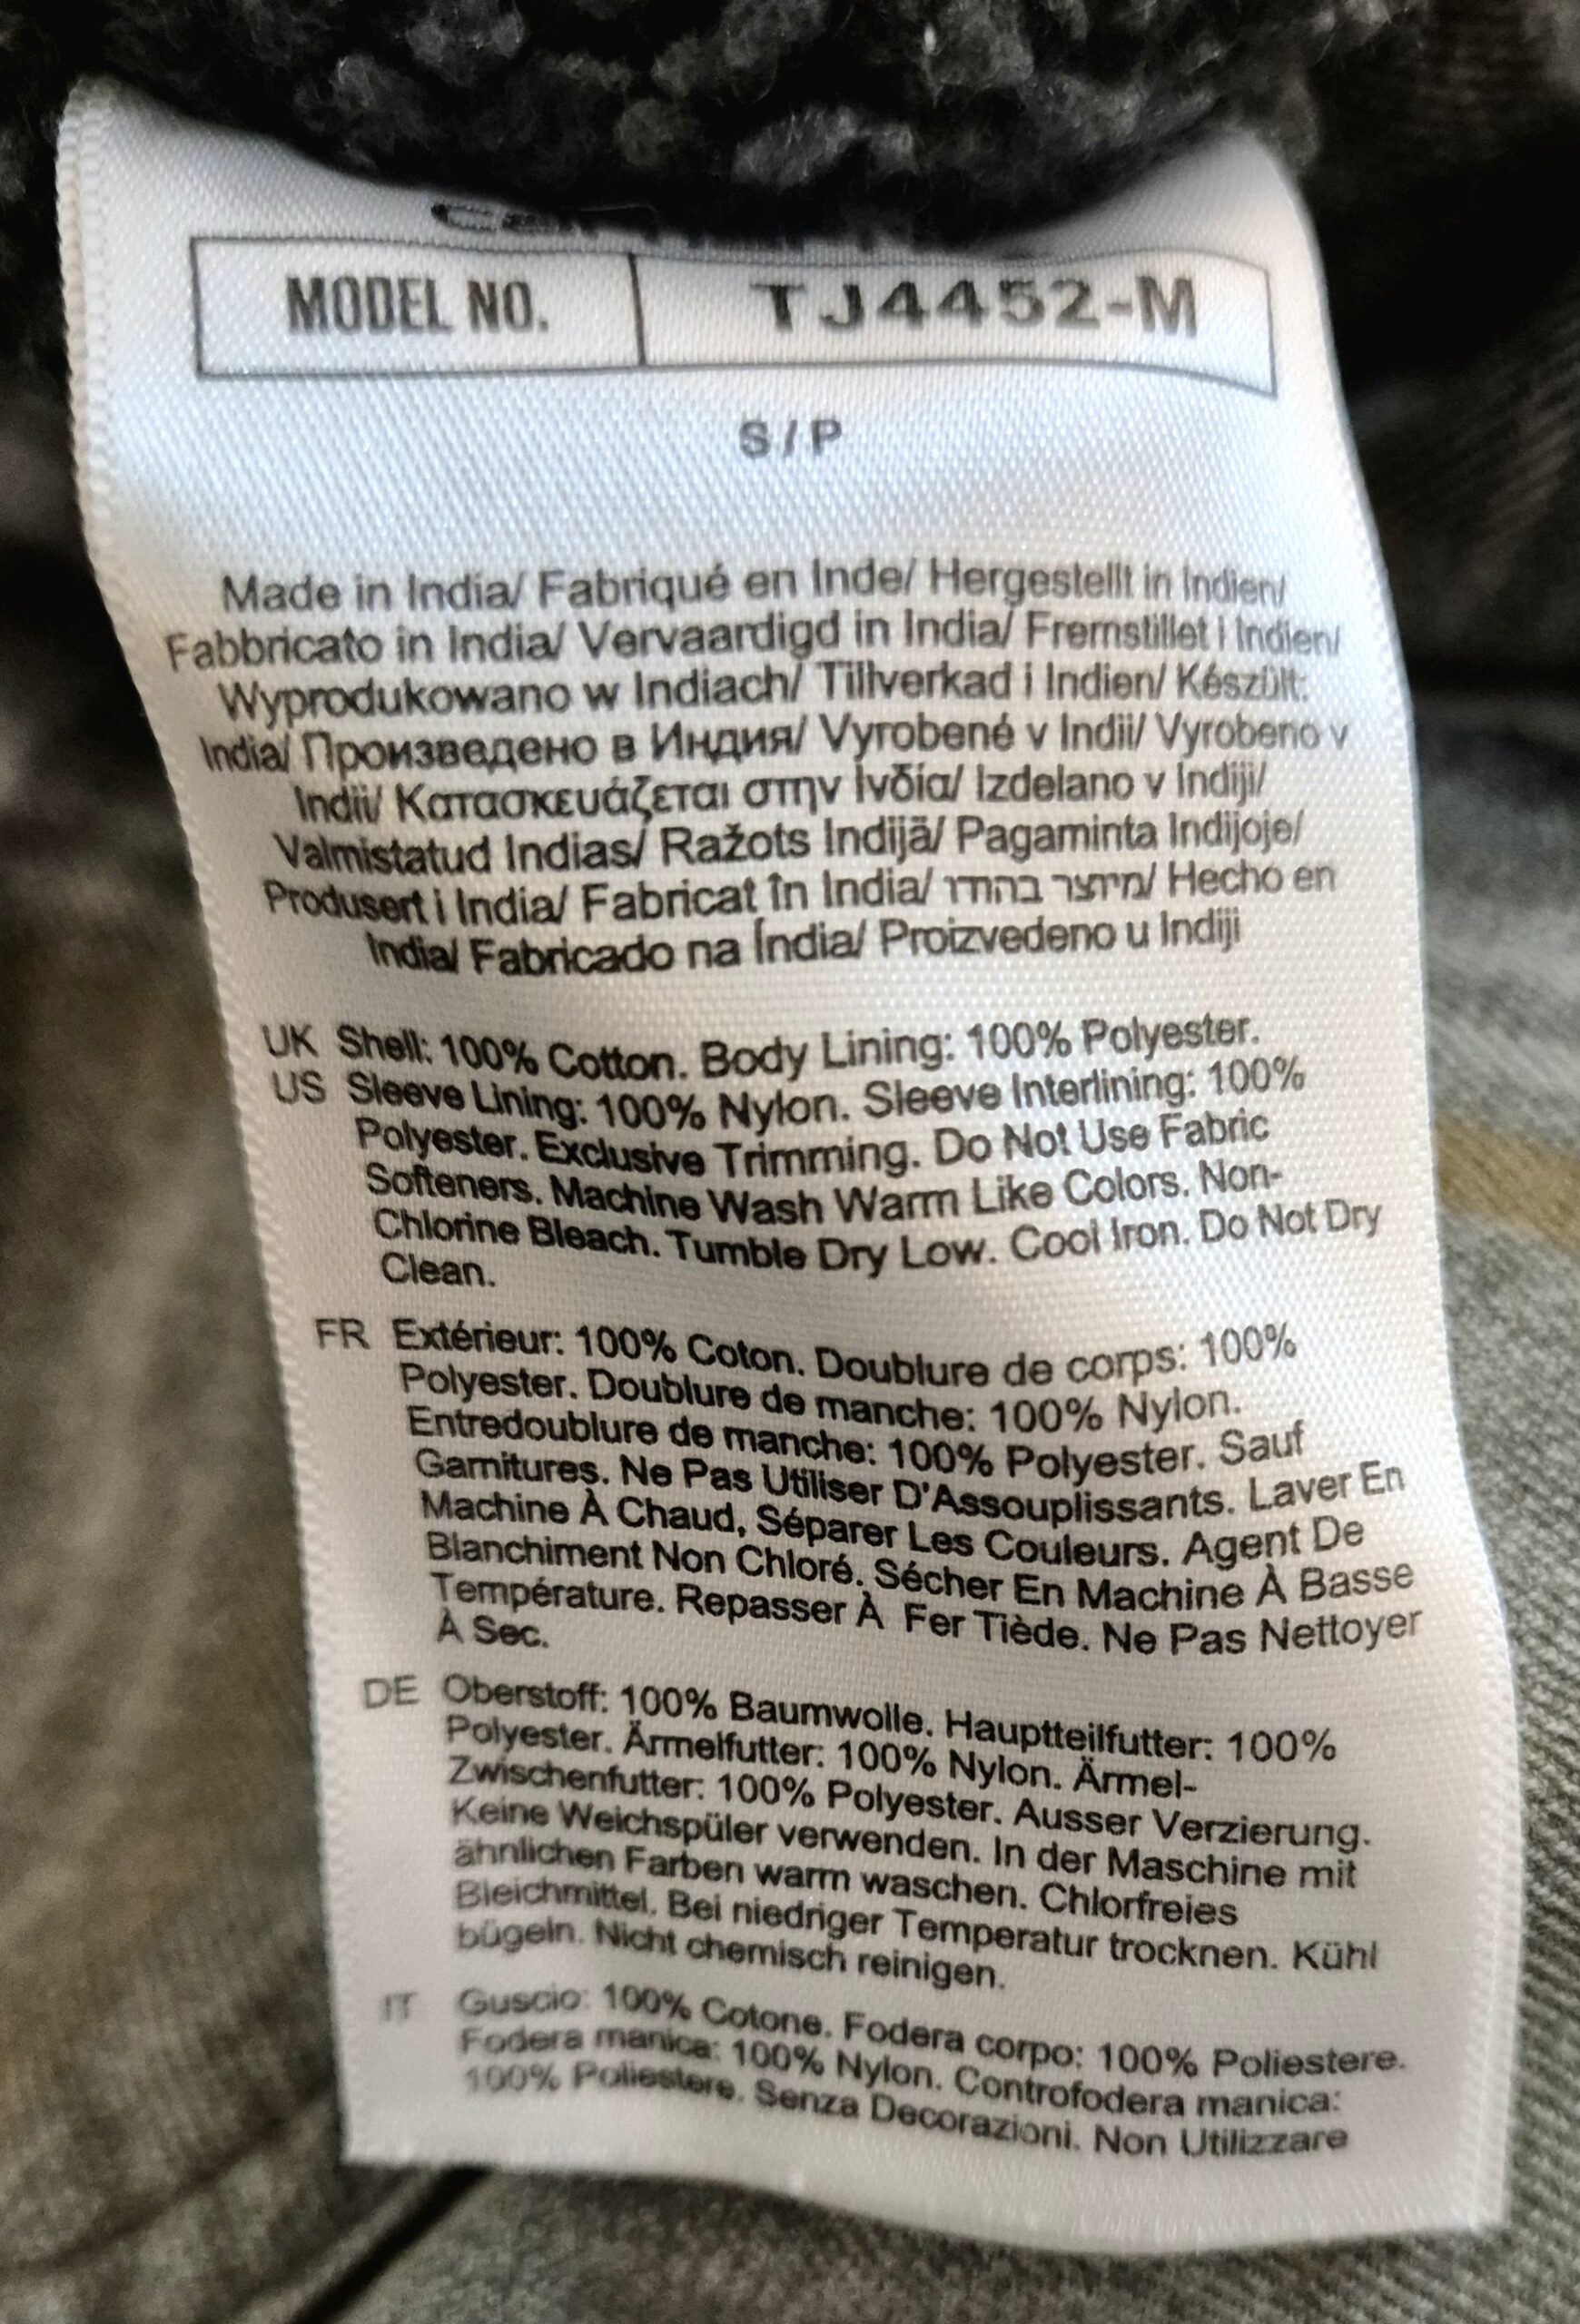 MODEL NO. TJ4452-M
S / P
Made in India/ Fabriqué en Inde/ Hergestellt in Indien/
Fabbricato in India/ Vervaardigd in India/ Fremstillet i Indien/
Wyprodukowano w Indiach/ Tillverkad i Indien/ Készült:
India/ Произведено в Индия/ Vyrobené v Indii/ Vyrobeno v
Indii/ Κατασκευάζεται στην Ινδία/ Izdelano v Indiji/
Valmistatud Indias/ Ražots Indijā/ Pagaminta Indijoje/
Produsert i India/ Fabricat în India/ מיוצר בהודו/ Hecho en
India/ Fabricado na Índia/ Proizvedeno u Indiji
UK Shell: 100% Cotton. Body Lining: 100% Polyester.
US Sleeve Lining: 100% Nylon. Sleeve Interlining: 100%
Polyester. Exclusive Trimming. Do Not Use Fabric
Softeners. Machine Wash Warm Like Colors. Non-
Chlorine Bleach. Tumble Dry Low. Cool Iron. Do Not Dry
Clean.
FR Extérieur: 100% Coton. Doublure de corps: 100%
Polyester. Doublure de manche: 100% Nylon.
Entredoublure de manche: 100% Polyester. Sauf
Garnitures. Ne Pas Utiliser D'Assouplissants. Laver En
Machine À Chaud, Séparer Les Couleurs. Agent De
Blanchiment Non Chloré. Sécher En Machine À Basse
Température. Repasser À Fer Tiède. Ne Pas Nettoyer
À Sec.
DE Oberstoff: 100% Baumwolle. Hauptteilfutter: 100%
Polyester. Ärmelfutter: 100% Nylon. Ärmel-
Zwischenfutter: 100% Polyester. Ausser Verzierung.
Keine Weichspüler verwenden. In der Maschine mit
ähnlichen Farben warm waschen. Chlorfreies
Bleichmittel. Bei niedriger Temperatur trocknen. Kühl
bügeln. Nicht chemisch reinigen.
IT Guscio: 100% Cotone. Fodera corpo: 100% Poliestere.
Fodera manica: 100% Nylon. Controfodera manica:
100% Poliestere. Senza Decorazioni. Non Utilizzare